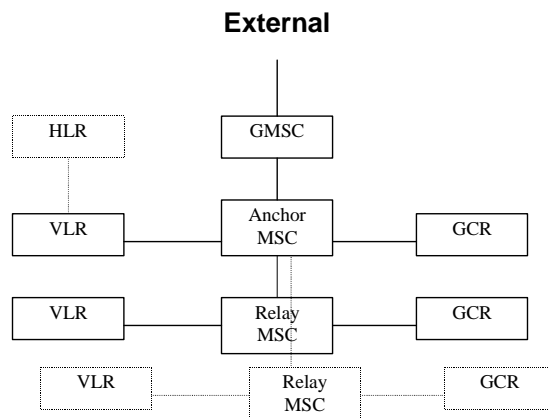 External
HLR
GMSC
VLR
Anchor
MSC
GCR
VLR
Relay
MSC
GCR
VLR
Relay
MSC
GCR